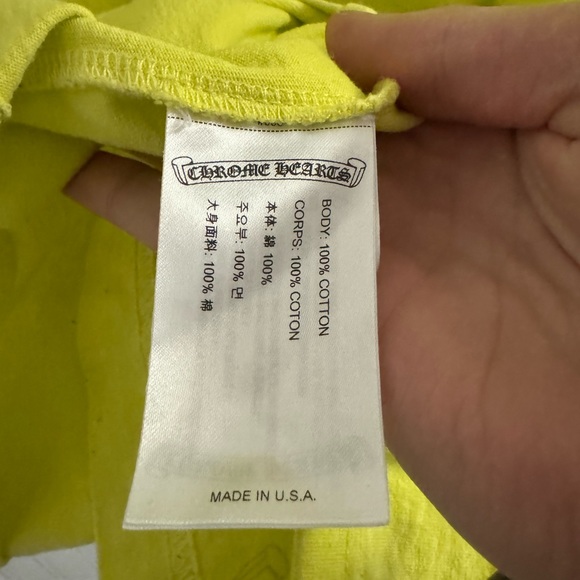 CHROME HEARTS
BODY: 100% COTTON
CORPS: 100% COTON
本体: 綿 100%
주요부: 100% 면
大身面料: 100% 棉
MADE IN U.S.A.